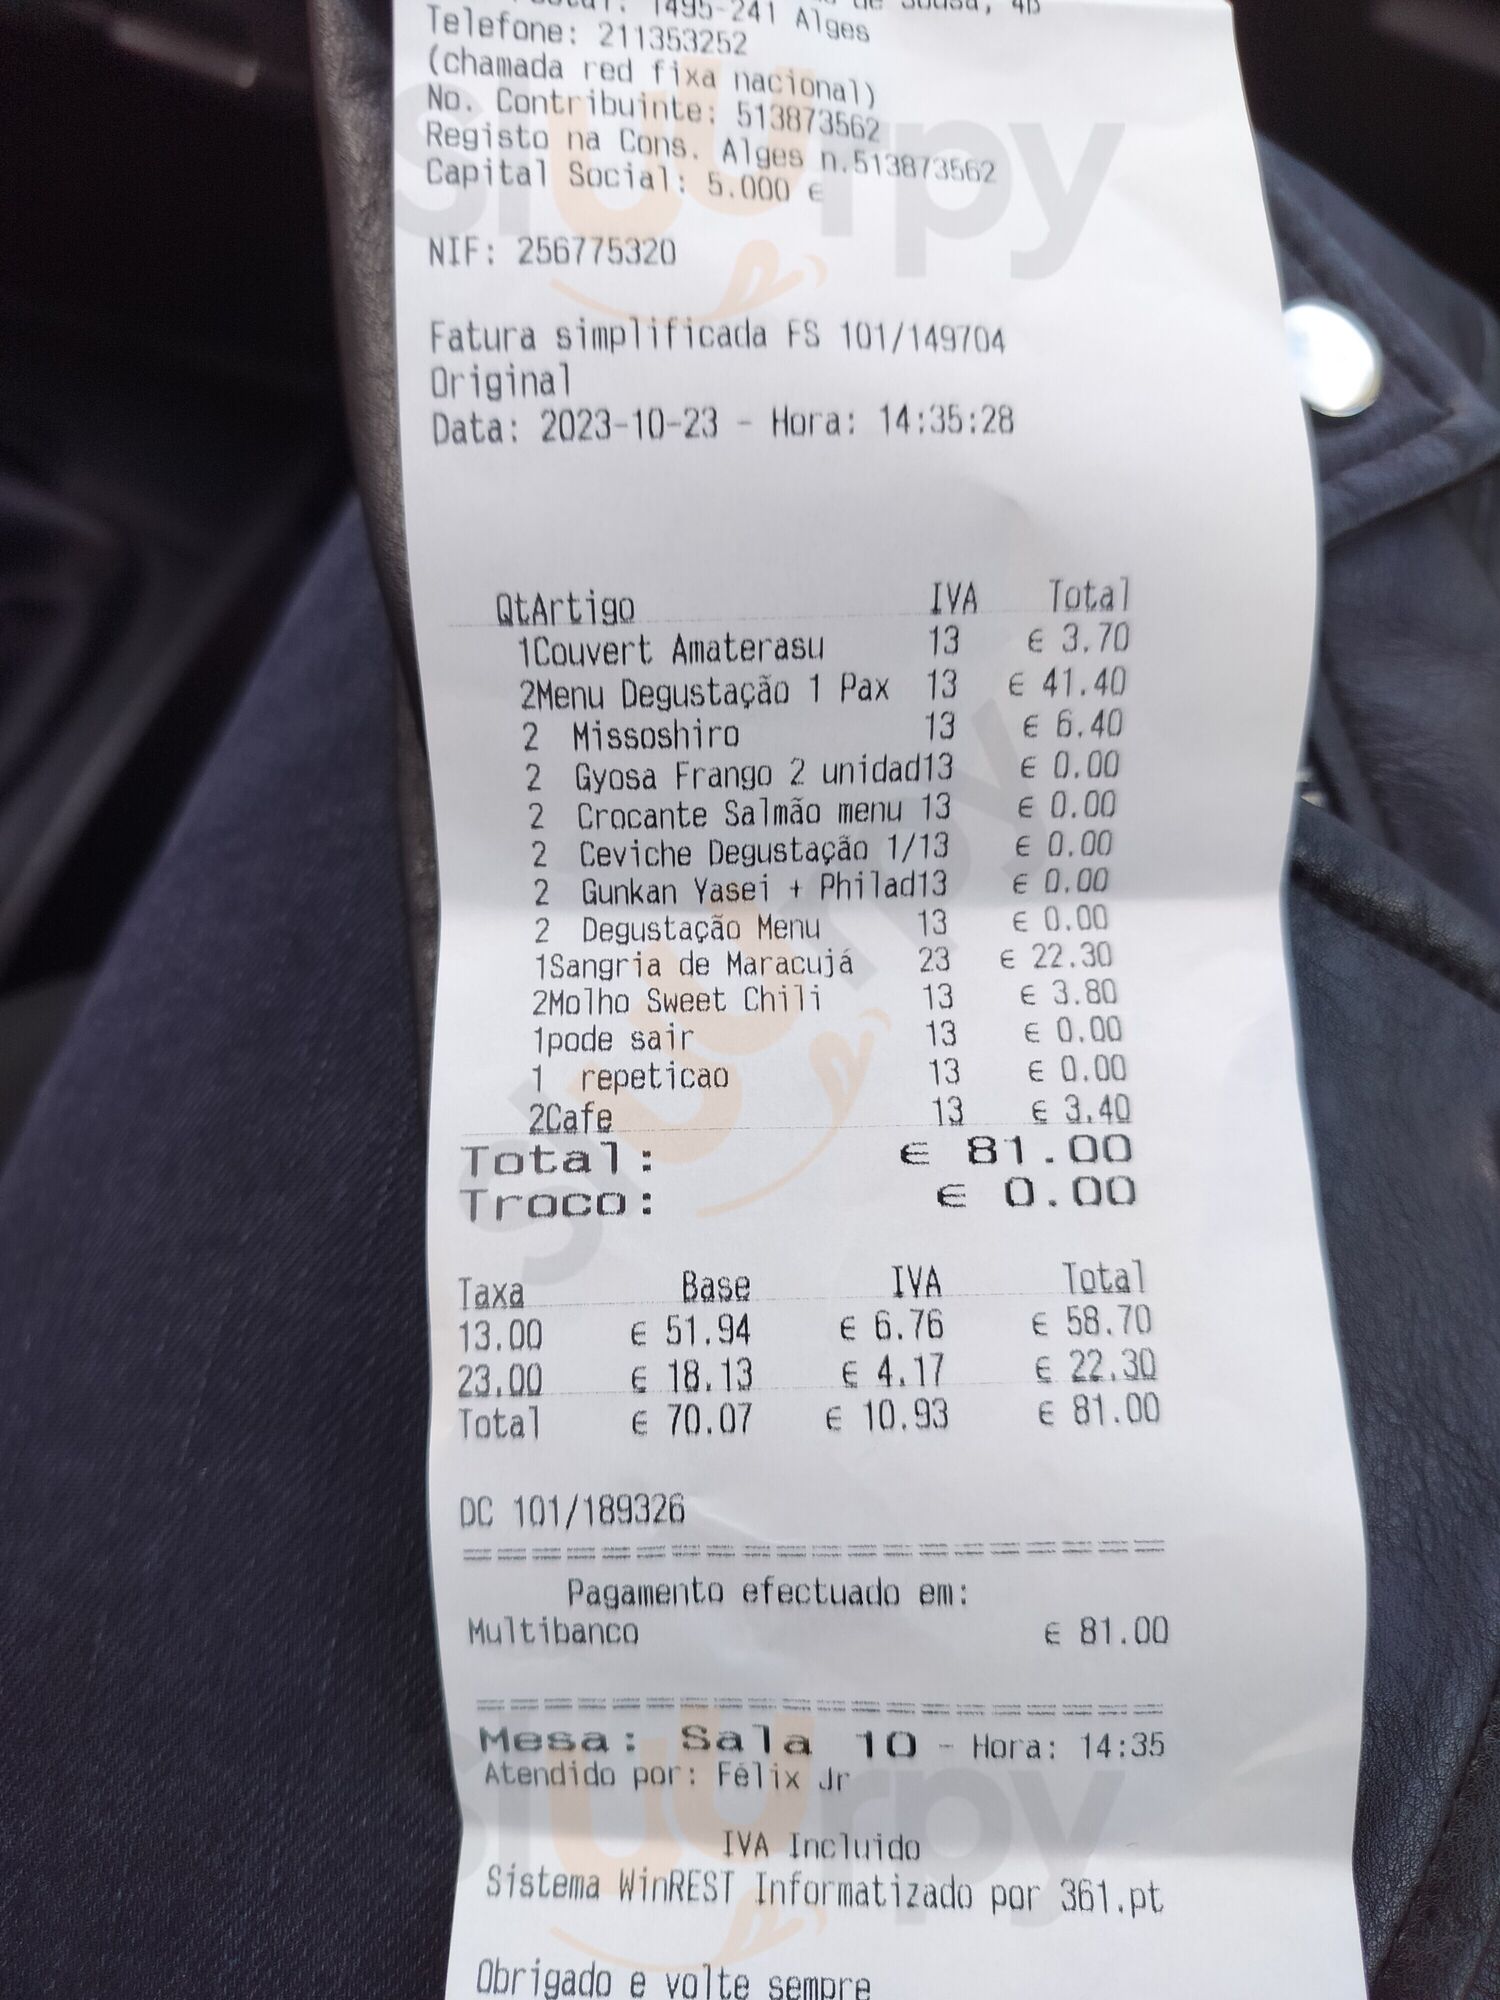 1495-241 Alges
Telefone: 211353252
(chamada red fixa nacional)
No. Contribuinte: 513873562
Registo na Cons. Alges n.513873562
Capital Social: 5.000 €
NIF: 256775320
Fatura simplificada FS 101/149704
Original
Data: 2023-10-23 - Hora: 14:35:28
QtArtigo IVA Total
1Couvert Amaterasu 13 € 3.70
2Menu Degustação 1 Pax 13 € 41.40
2 Missoshiro 13 € 6.40
2 Gyosa Frango 2 unidad13 € 0.00
2 Crocante Salmão menu 13 € 0.00
2 Ceviche Degustação 1/13 € 0.00
2 Gunkan Yasei + Philad13 € 0.00
2 Degustação Menu 13 € 0.00
1Sangria de Maracujá 23 € 22.30
2Molho Sweet Chili 13 € 3.80
1pode sair 13 € 0.00
1 repeticao 13 € 0.00
2Cafe 13 € 3.40
Total: € 81.00
Troco: € 0.00
Taxa Base IVA Total
13.00 € 51.94 € 6.76 € 58.70
23.00 € 18.13 € 4.17 € 22.30
Total € 70.07 € 10.93 € 81.00
DC 101/189326
Pagamento efectuado em:
Multibanco € 81.00
Mesa: Sala 10 - Hora: 14:35
Atendido por: Félix Jr
IVA Incluido
Sistema WinREST Informatizado por 361.pt
Obrigado e volte sempre
sluurpy
sluurpy
sluurpy